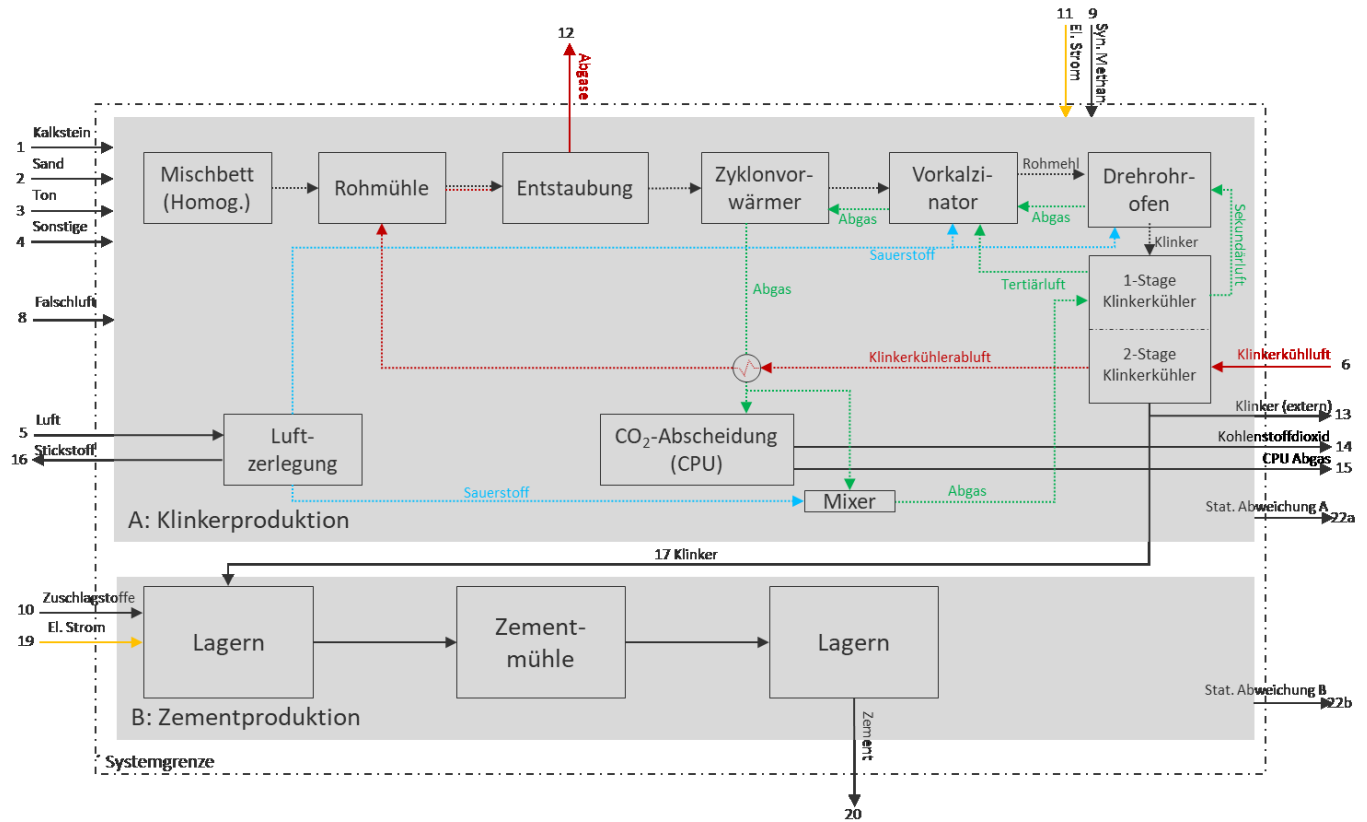 11
9
12
El. Strom
Syn. Methan
Abgase
Kalkstein
1
Sand
2
Ton
3
Sonstige
4
Mischbett
(Homog.)
Rohmühle
Entstaubung
Zyklonvor-
wärmer
Vorkalzi-
nator
Rohmehl
Drehrohr-
ofen
Abgas
Abgas
Sekundärluft
Klinker
Sauerstoff
Tertiärluft
Abgas
1-Stage
Klinkerkühler
Falschluft
8
2-Stage
Klinkerkühler
Klinkerkühlerabluft
Klinkerkühlluft
6
Klinker (extern)
13
Luft
5
Stickstoff
16
Luft-
zerlegung
CO₂-Abscheidung
(CPU)
Kohlenstoffdioxid
14
CPU Abgas
15
Sauerstoff
Mixer
Abgas
A: Klinkerproduktion
Stat. Abweichung A
22a
17 Klinker
Zuschlagstoffe
10
El. Strom
19
Lagern
Zement-
mühle
Lagern
B: Zementproduktion
Stat. Abweichung B
22b
Zement
Systemgrenze
20